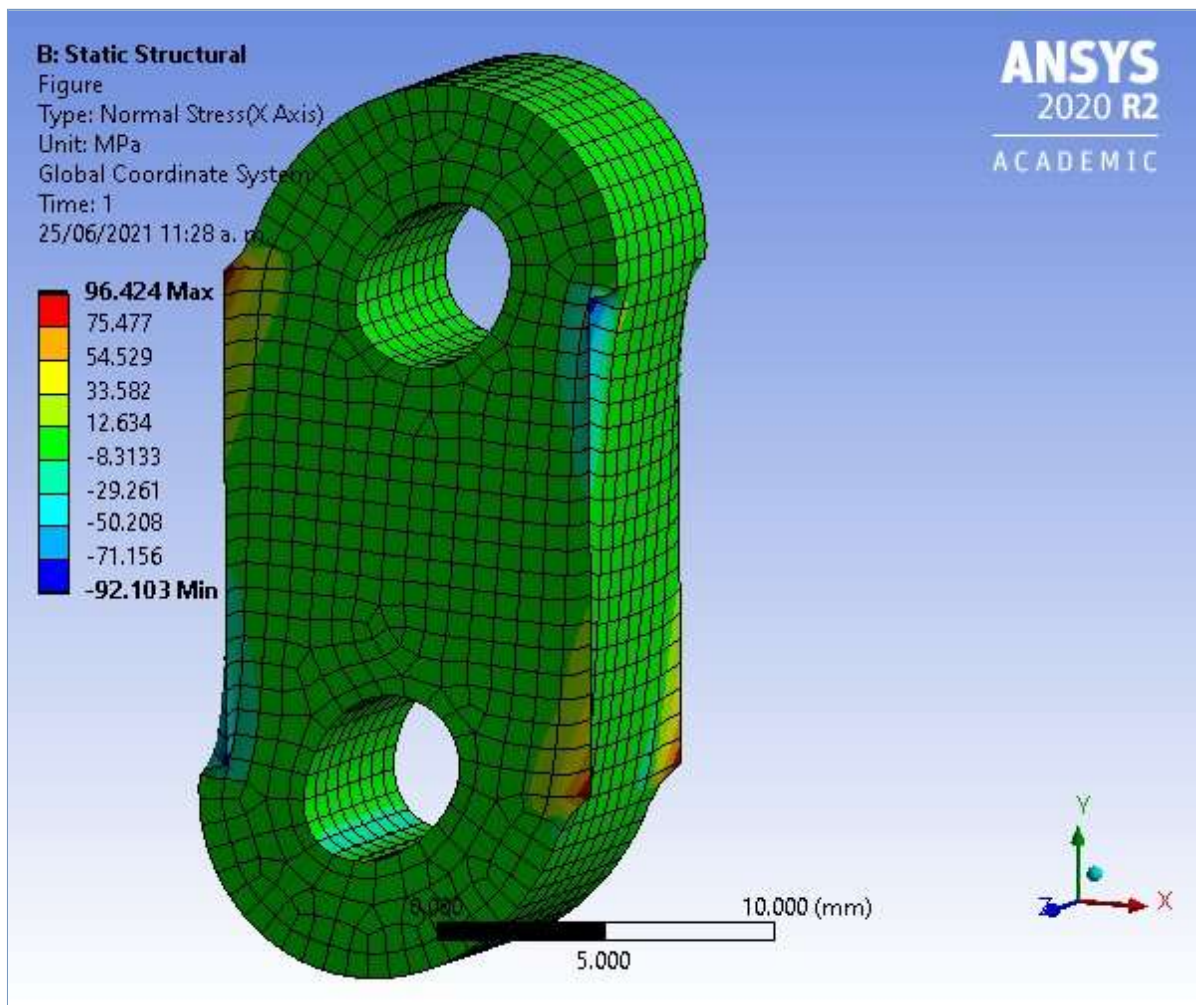 B: Static Structural
Figure
Type: Normal Stress(X Axis)
Unit: MPa
Global Coordinate System
Time: 1
25/06/2021 11:28 a. m.
96.424 Max
75.477
54.529
33.582
12.634
-8.3133
-29.261
-50.208
-71.156
-92.103 Min
ANSYS
2020 R2
ACADEMIC
0.000
10.000 (mm)
5.000
Y
Z
X